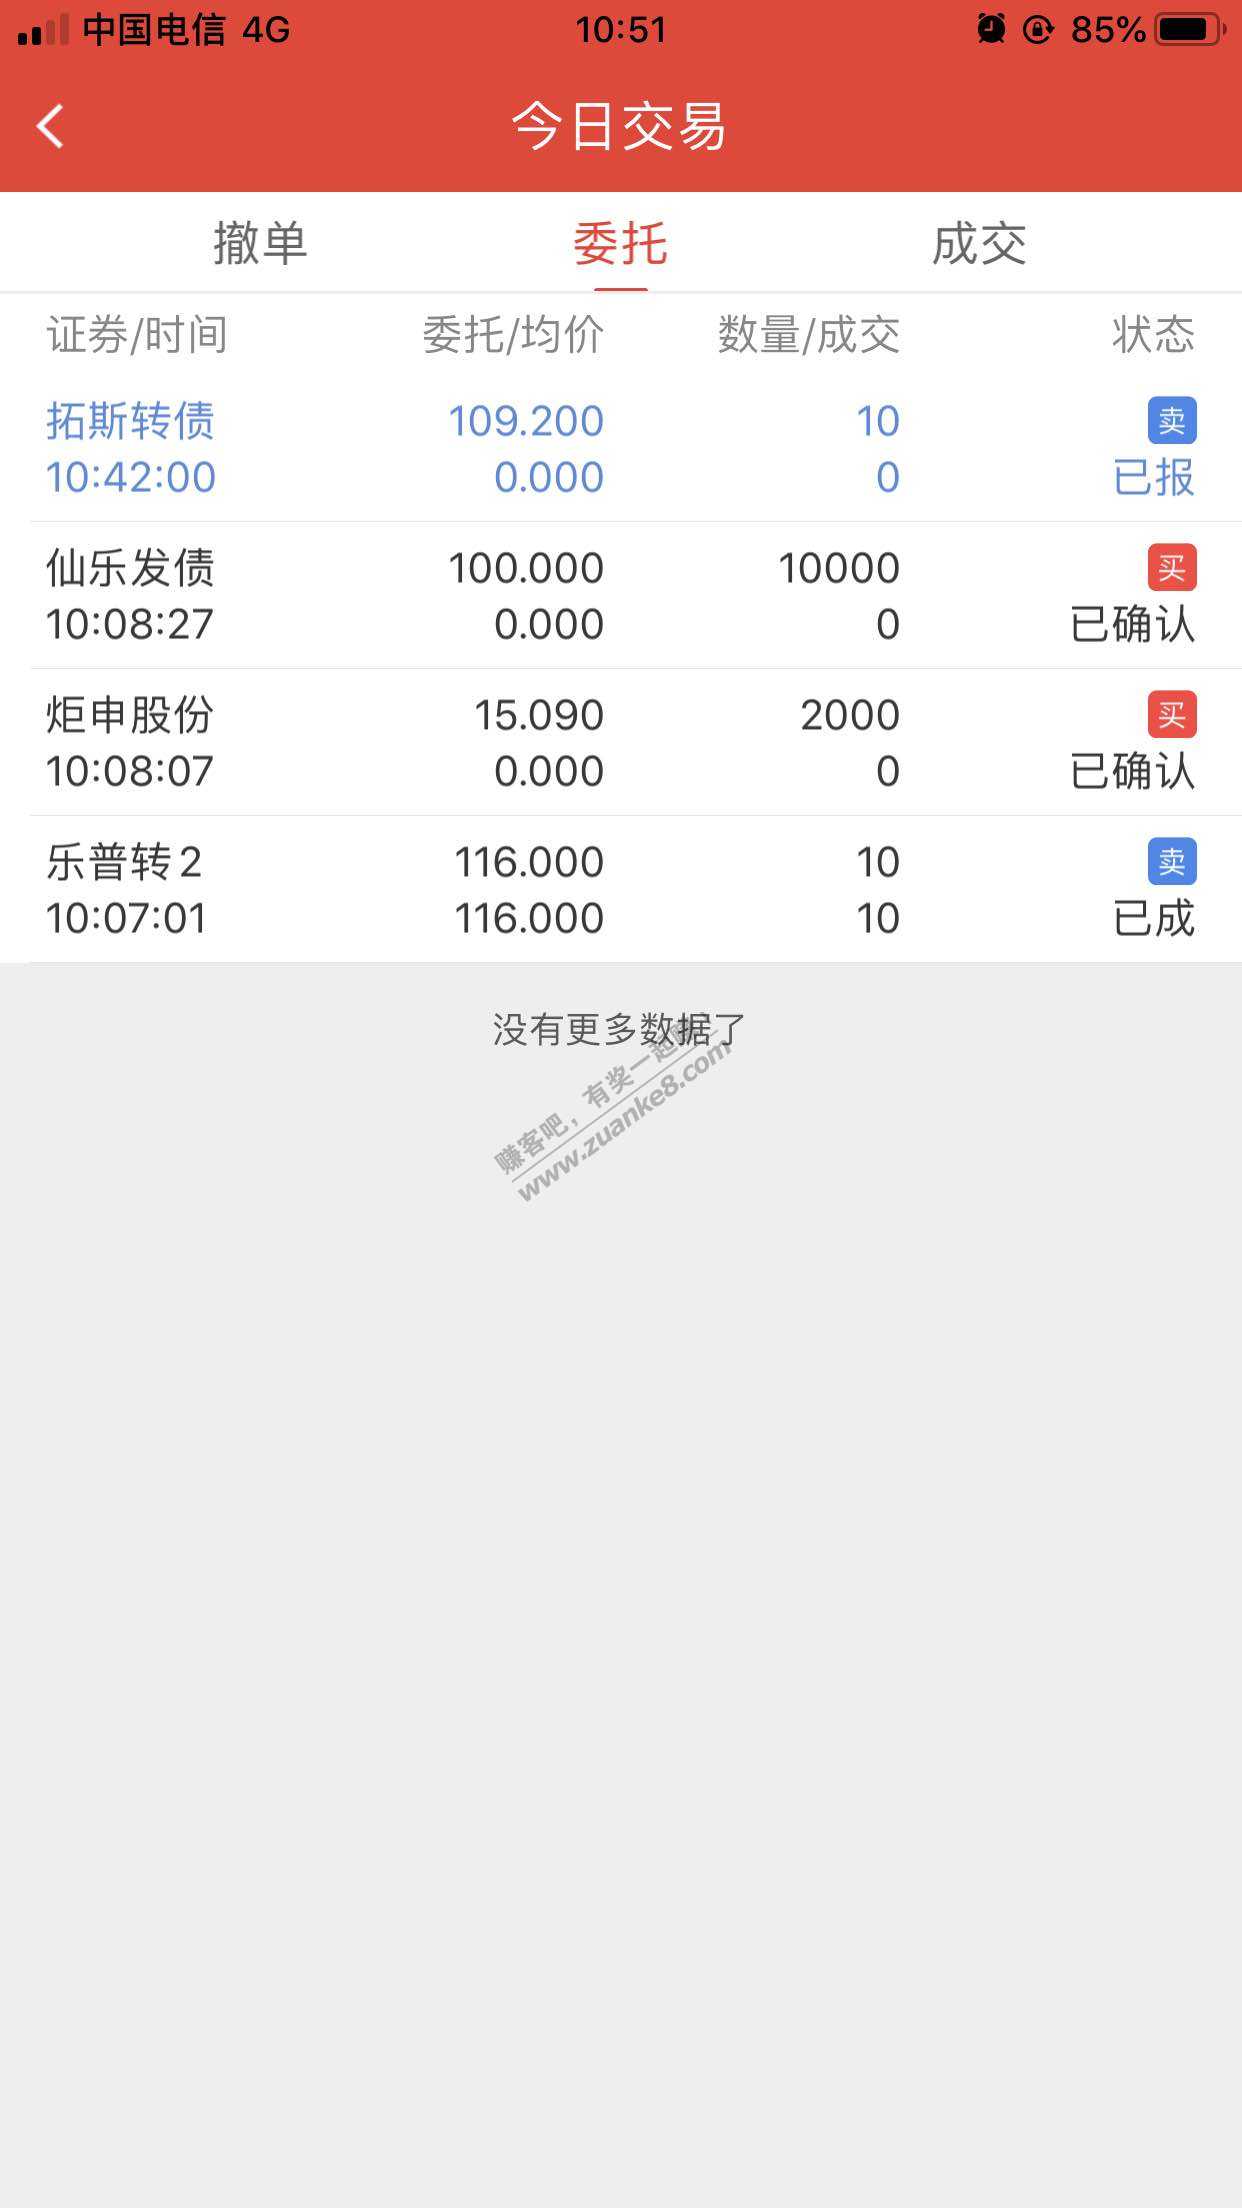 中国电信 4G 10:51 85%
今日交易
撤单 委托 成交
证券/时间 委托/均价 数量/成交 状态
拓斯转债 109.200 10 卖
10:42:00 0.000 0 已报
仙乐发债 100.000 10000 买
10:08:27 0.000 0 已确认
炬申股份 15.090 2000 买
10:08:07 0.000 0 已确认
乐普转2 116.000 10 卖
10:07:01 116.000 10 已成
没有更多数据了
赚客吧，有奖一起赚！
www.zuanke8.com